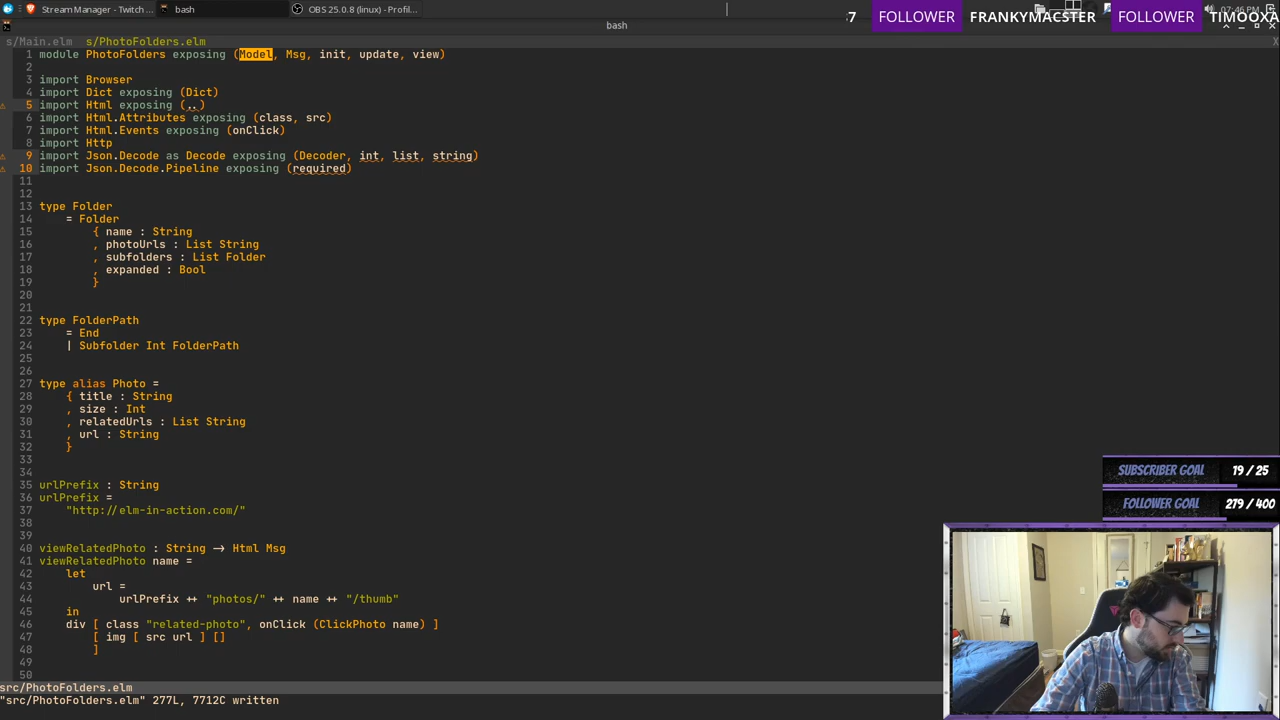 Stream Manager - Twitch
bash
OBS 25.0.8 (linux) - Profil...
07:46 PM
bash
7 FOLLOWER FRANKYMACSTER FOLLOWER TIMOOXA
s/Main.elm s/PhotoFolders.elm
X
1 module PhotoFolders exposing (Model, Msg, init, update, view)
2
3 import Browser
4 import Dict exposing (Dict)
5 import Html exposing (..)
6 import Html.Attributes exposing (class, src)
7 import Html.Events exposing (onClick)
8 import Http
9 import Json.Decode as Decode exposing (Decoder, int, list, string)
10 import Json.Decode.Pipeline exposing (required)
11
12
13 type Folder
14 = Folder
15 { name : String
16 , photoUrls : List String
17 , subfolders : List Folder
18 , expanded : Bool
19 }
20
21
22 type FolderPath
23 = End
24 | Subfolder Int FolderPath
25
26
27 type alias Photo =
28 { title : String
29 , size : Int
30 , relatedUrls : List String
31 , url : String
32 }
33
34
35 urlPrefix : String
36 urlPrefix =
37 "http://elm-in-action.com/"
38
39
40 viewRelatedPhoto : String → Html Msg
41 viewRelatedPhoto name =
42 let
43 url =
44 urlPrefix ++ "photos/" ++ name ++ "/thumb"
45 in
46 div [ class "related-photo", onClick (ClickPhoto name) ]
47 [ img [ src url ] []
48 ]
49
50
src/PhotoFolders.elm
"src/PhotoFolders.elm" 277L, 7712C written
SUBSCRIBER GOAL 19 / 25
FOLLOWER GOAL 279 / 400